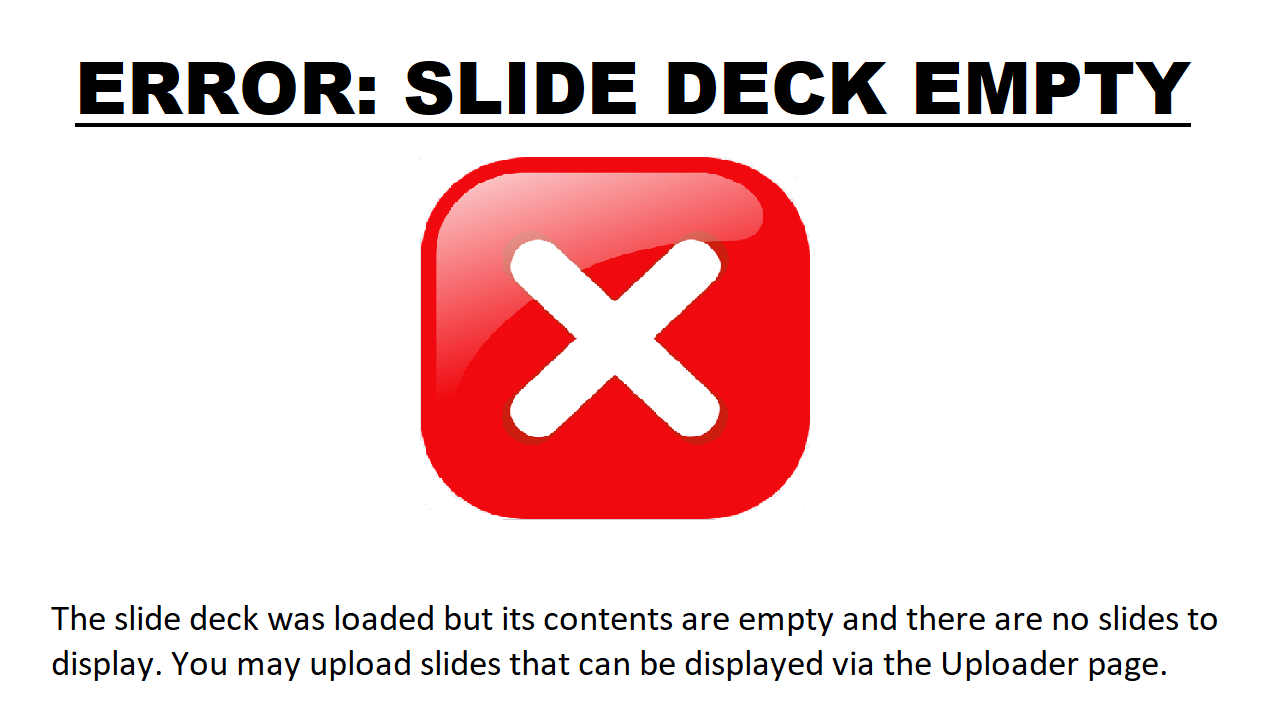 ERROR: SLIDE DECK EMPTY
The slide deck was loaded but its contents are empty and there are no slides to
display. You may upload slides that can be displayed via the Uploader page.